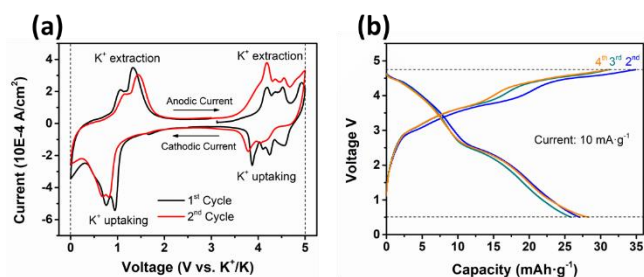 (a)
K⁺ extraction
K⁺ extraction
Anodic Current
Cathodic Current
K⁺ uptaking
K⁺ uptaking
1st Cycle
2nd Cycle
Current (10E-4 A/cm²)
4
2
0
-2
-4
-6
0
1
2
3
4
5
Voltage (V vs. K⁺/K)
(b)
4th 3rd 2nd
Current: 10 mA·g⁻¹
Voltage V
5
4
3
2
1
0
0
5
10
15
20
25
30
35
Capacity (mAh·g⁻¹)